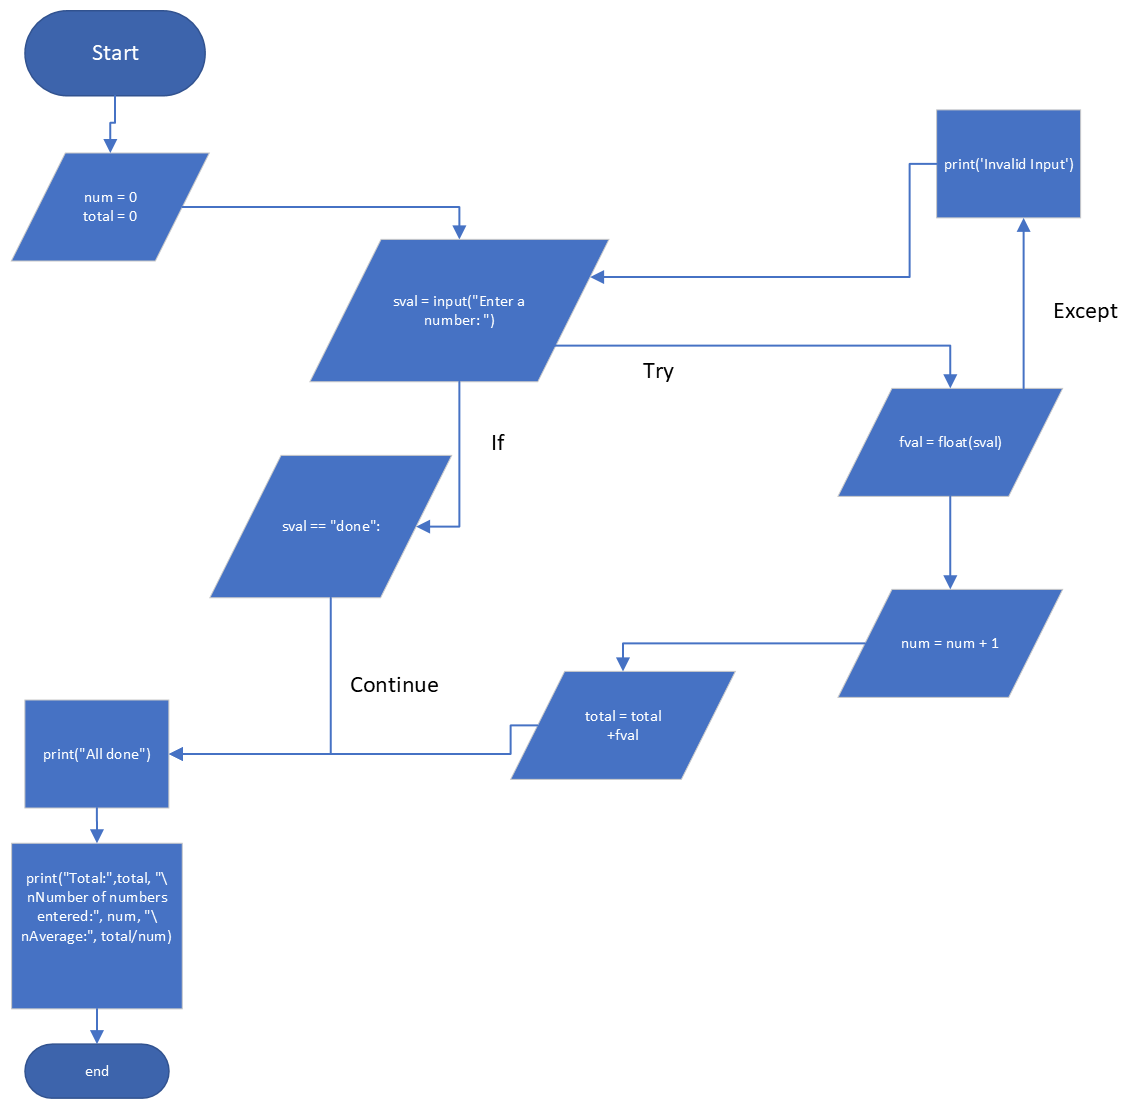 Start
num = 0
total = 0
print('Invalid Input')
sval = input("Enter a
number: ")
Except
Try
If
fval = float(sval)
sval == "done":
num = num + 1
Continue
total = total
+fval
print("All done")
print("Total:",total, "\
nNumber of numbers
entered:", num, "\
nAverage:", total/num)
end